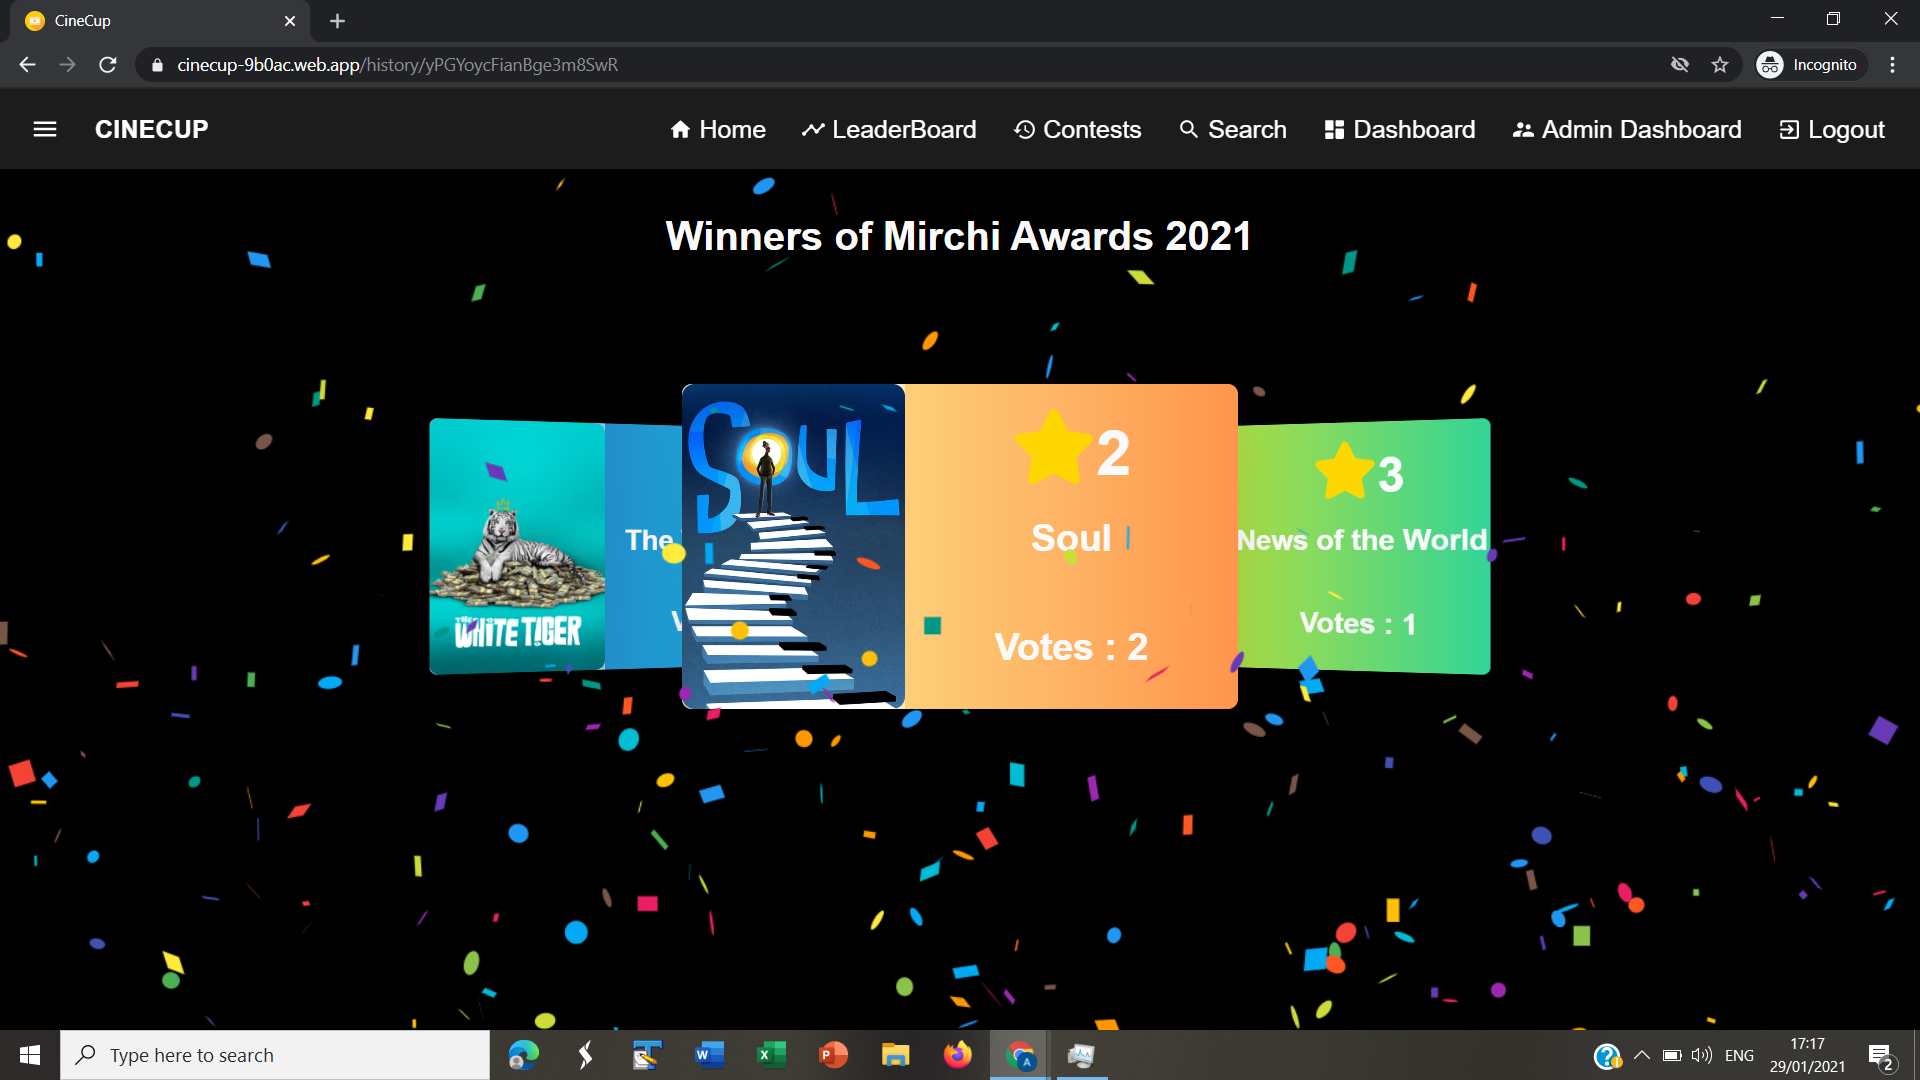 CineCup
cinecup-9b0ac.web.app/history/yPGYoycFianBge3m8SwR
Incognito
CINECUP
Home
LeaderBoard
Contests
Search
Dashboard
Admin Dashboard
Logout
Winners of Mirchi Awards 2021
THE
WHITE TIGER
The
V
SOUL
2
Soul
Votes : 2
3
News of the World
Votes : 1
Type here to search
ENG
17:17
29/01/2021
2